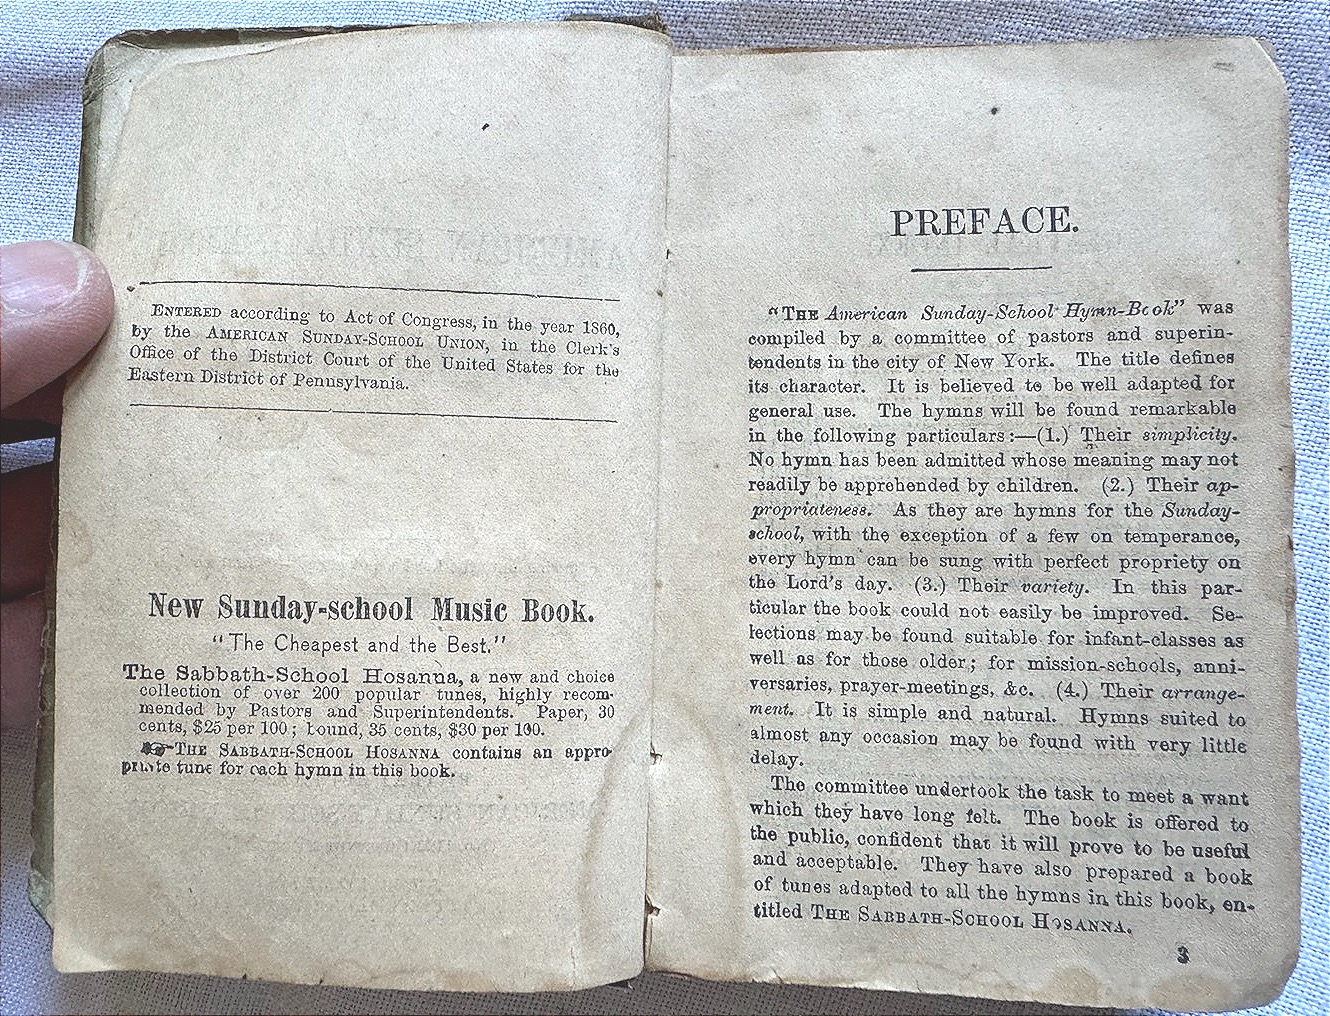 ENTERED according to Act of Congress, in the year 1860,
by the AMERICAN SUNDAY-SCHOOL UNION, in the Clerk's
Office of the District Court of the United States for the
Eastern District of Pennsylvania.
New Sunday-school Music Book.
"The Cheapest and the Best."
The Sabbath-School Hosanna, a new and choice
collection of over 200 popular tunes, highly recom-
mended by Pastors and Superintendents. Paper, 30
cents, $25 per 100; bound, 35 cents, $30 per 100.
☞ THE SABBATH-SCHOOL HOSANNA contains an appro-
priate tune for each hymn in this book.
PREFACE.
"THE American Sunday-School Hymn-Book" was
compiled by a committee of pastors and superin-
tendents in the city of New York. The title defines
its character. It is believed to be well adapted for
general use. The hymns will be found remarkable
in the following particulars:—(1.) Their simplicity.
No hymn has been admitted whose meaning may not
readily be apprehended by children. (2.) Their ap-
propriateness. As they are hymns for the Sunday-
school, with the exception of a few on temperance,
every hymn can be sung with perfect propriety on
the Lord's day. (3.) Their variety. In this par-
ticular the book could not easily be improved. Se-
lections may be found suitable for infant-classes as
well as for those older; for mission-schools, anni-
versaries, prayer-meetings, &c. (4.) Their arrange-
ment. It is simple and natural. Hymns suited to
almost any occasion may be found with very little
delay.
The committee undertook the task to meet a want
which they have long felt. The book is offered to
the public, confident that it will prove to be useful
and acceptable. They have also prepared a book
of tunes adapted to all the hymns in this book, en-
titled THE SABBATH-SCHOOL HOSANNA.
3